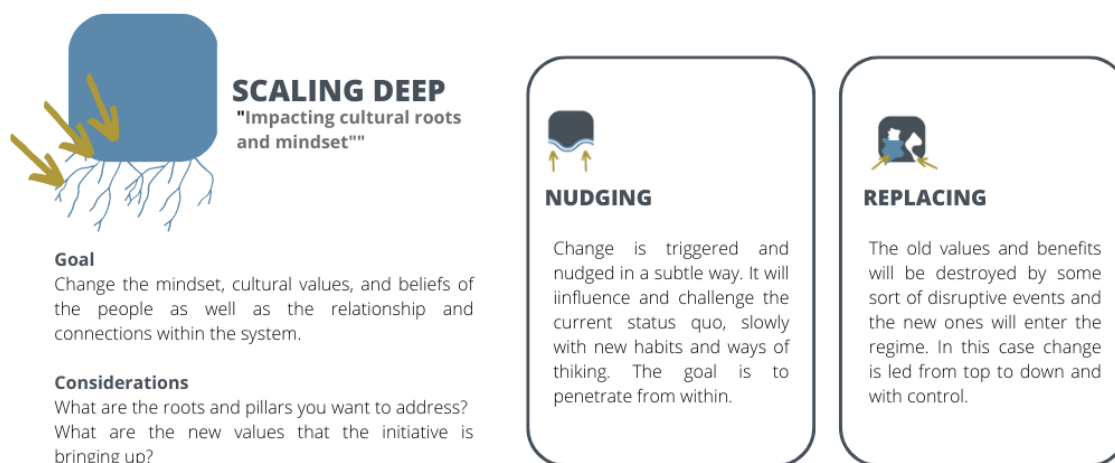 SCALING DEEP
"Impacting cultural roots
and mindset""
Goal
Change the mindset, cultural values, and beliefs of
the people as well as the relationship and
connections within the system.
Considerations
What are the roots and pillars you want to address?
What are the new values that the initiative is
bringing up?
NUDGING
Change is triggered and
nudged in a subtle way. It will
iinfluence and challenge the
current status quo, slowly
with new habits and ways of
thiking. The goal is to
penetrate from within.
REPLACING
The old values and benefits
will be destroyed by some
sort of disruptive events and
the new ones will enter the
regime. In this case change
is led from top to down and
with control.